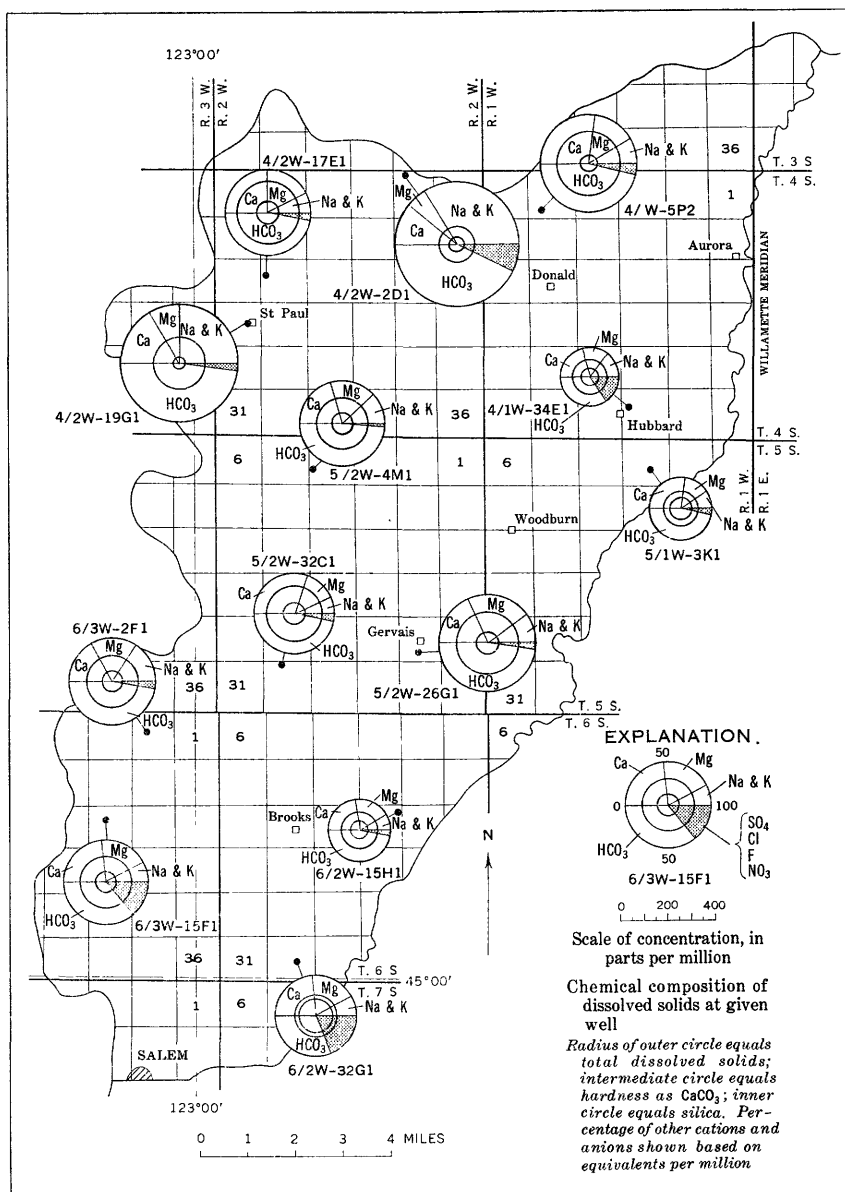 123°00'
R. 3 W.
R. 2 W.
R. 2 W.
R. 1 W.
4/2W-17E1
Ca
Mg
Na & K
HCO₃
Mg
Na & K
Ca
HCO₃
4/2W-2D1
Ca
Mg
Na & K
HCO₃
4/ W-5P2
36
T. 3 S
T. 4 S.
1
Aurora
Donald
WILLAMETTE MERIDIAN
St Paul
Mg
Na & K
Ca
HCO₃
4/2W-19G1
31
Ca
Mg
Na & K
HCO₃
5/2W-4M1
36
Mg
Ca
Na & K
4/1W-34E1
HCO₃
Hubbard
T. 4 S.
T. 5 S.
6
1
6
R. 1 W.
R. 1 E.
Ca
Mg
Na & K
HCO₃
5/1W-3K1
Woodburn
5/2W-32C1
Ca
Mg
Na & K
HCO₃
Gervais
Ca
Mg
Na & K
HCO₃
5/2W-26G1
6/3W-2F1
Mg
Ca
Na & K
HCO₃
36
31
31
T. 5 S.
T. 6 S.
1
6
6
Brooks
Ca
Mg
Na & K
HCO₃
6/2W-15H1
N
Mg
Ca
Na & K
HCO₃
6/3W-15F1
36
31
T. 6 S
T. 7 S
45°00'
1
6
Ca
Mg
Na & K
HCO₃
6/2W-32G1
SALEM
123°00'
0 1 2 3 4 MILES
EXPLANATION.
50
Ca
Mg
Na & K
0
100
HCO₃
50
SO₄
Cl
F
NO₃
6/3W-15F1
0 200 400
Scale of concentration, in
parts per million
Chemical composition of
dissolved solids at given
well
Radius of outer circle equals
total dissolved solids;
intermediate circle equals
hardness as CaCO₃; inner
circle equals silica. Per-
centage of other cations and
anions shown based on
equivalents per million